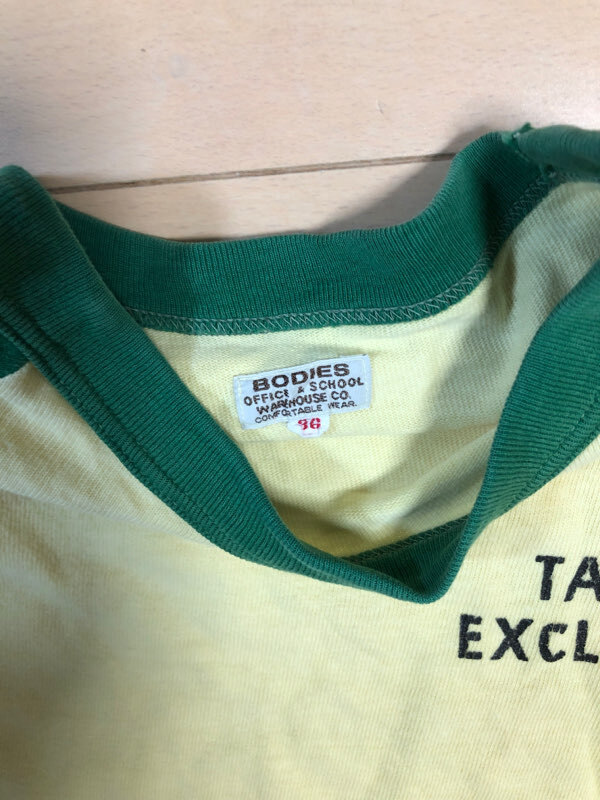 BODIES
OFFICE & SCHOOL
WAREHOUSE CO.
COMFORTABLE WEAR.
36
TA
EXCL